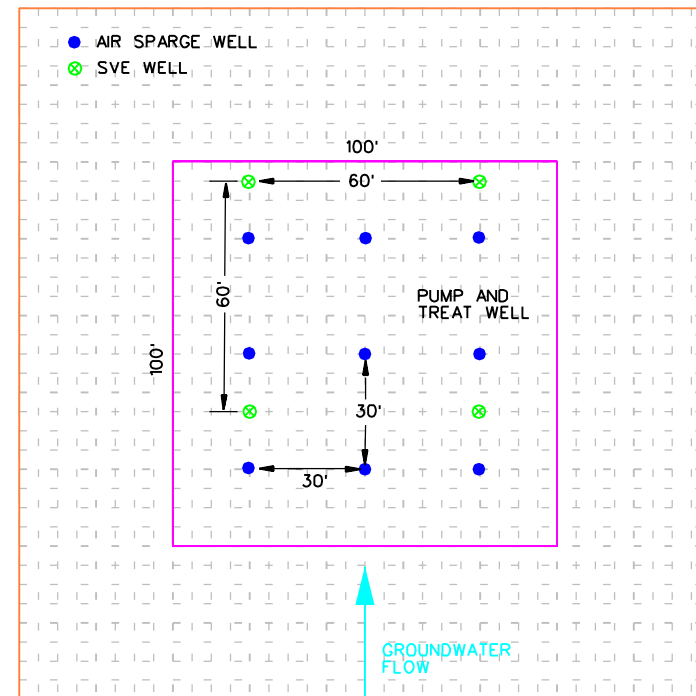 AIR SPARGE WELL
SVE WELL
100'
60'
60'
PUMP AND
TREAT WELL
100'
30'
30'
GROUNDWATER
FLOW